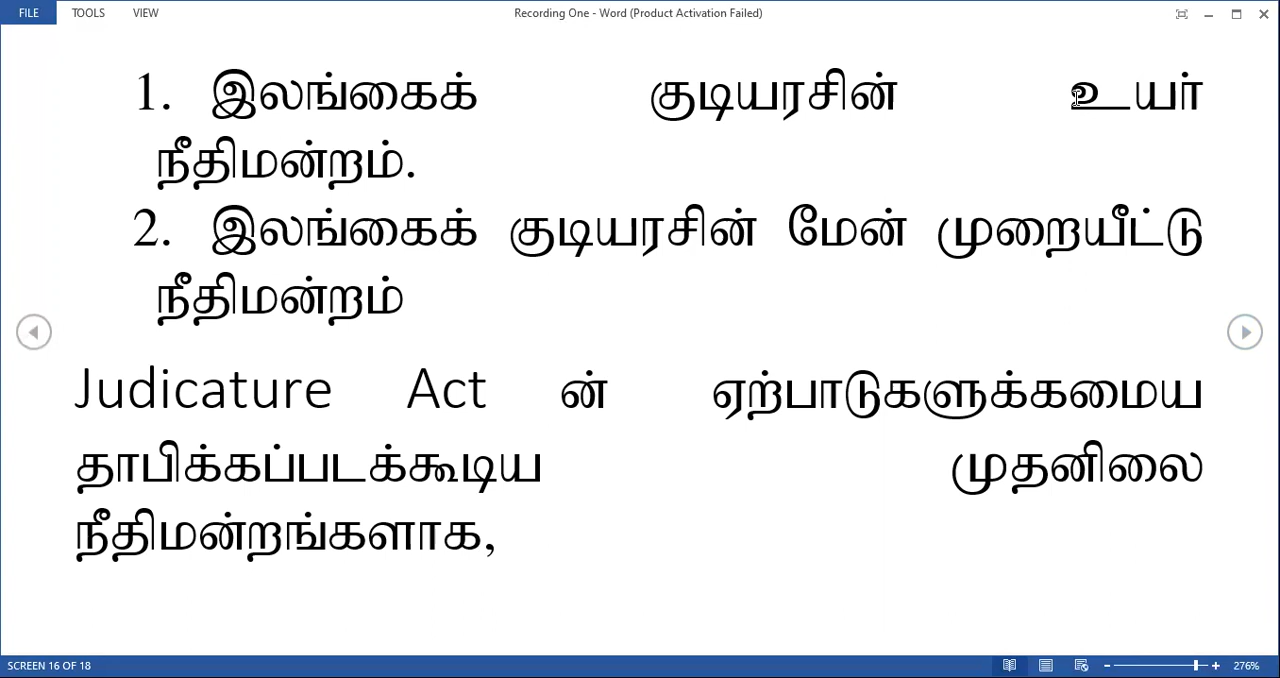 FILE TOOLS VIEW Recording One - Word (Product Activation Failed)
1. இலங்கைக் குடியரசின் உயர்
நீதிமன்றம்.
2. இலங்கைக் குடியரசின் மேன் முறையீட்டு
நீதிமன்றம்
Judicature Act ன் ஏற்பாடுகளுக்கமைய
தாபிக்கப்படக்கூடிய முதனிலை
நீதிமன்றங்களாக,
SCREEN 16 OF 18 276%